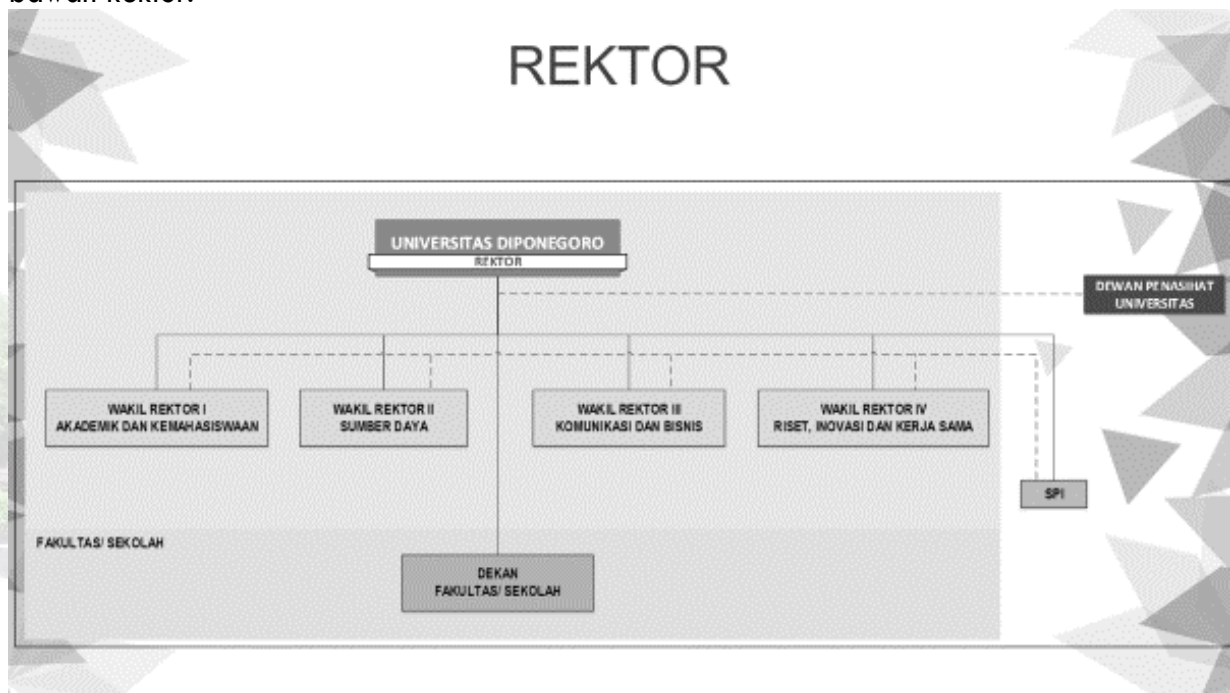 bawah Rektor.
REKTOR
UNIVERSITAS DIPONEGORO
REKTOR
DEWAN PENASIHAT
UNIVERSITAS
WAKIL REKTOR I
AKADEMIK DAN KEMAHASISWAAN
WAKIL REKTOR II
SUMBER DAYA
WAKIL REKTOR III
KOMUNIKASI DAN BISNIS
WAKIL REKTOR IV
RISET, INOVASI DAN KERJA SAMA
SPI
FAKULTAS/ SEKOLAH
DEKAN
FAKULTAS/ SEKOLAH